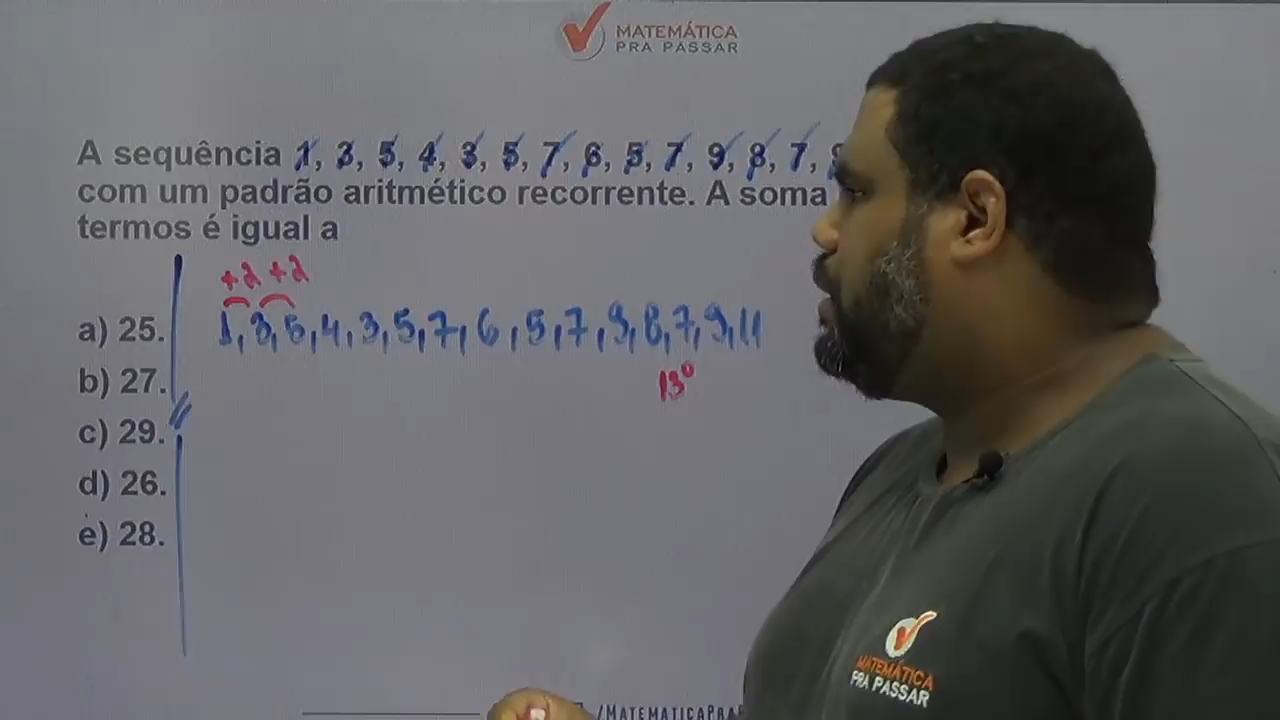 MATEMÁTICA
PRA PASSAR
A sequência 1, 3, 5, 4, 3, 5, 7, 6, 5, 7, 9, 8, 7,
com um padrão aritmético recorrente. A soma
termos é igual a
+2 +2
a) 25.
1, 3, 5, 4, 3, 5, 7, 6, 5, 7, 9, 8, 7, 9, 11
b) 27.
13º
c) 29.
d) 26.
e) 28.
MATEMÁTICA
PRA PASSAR